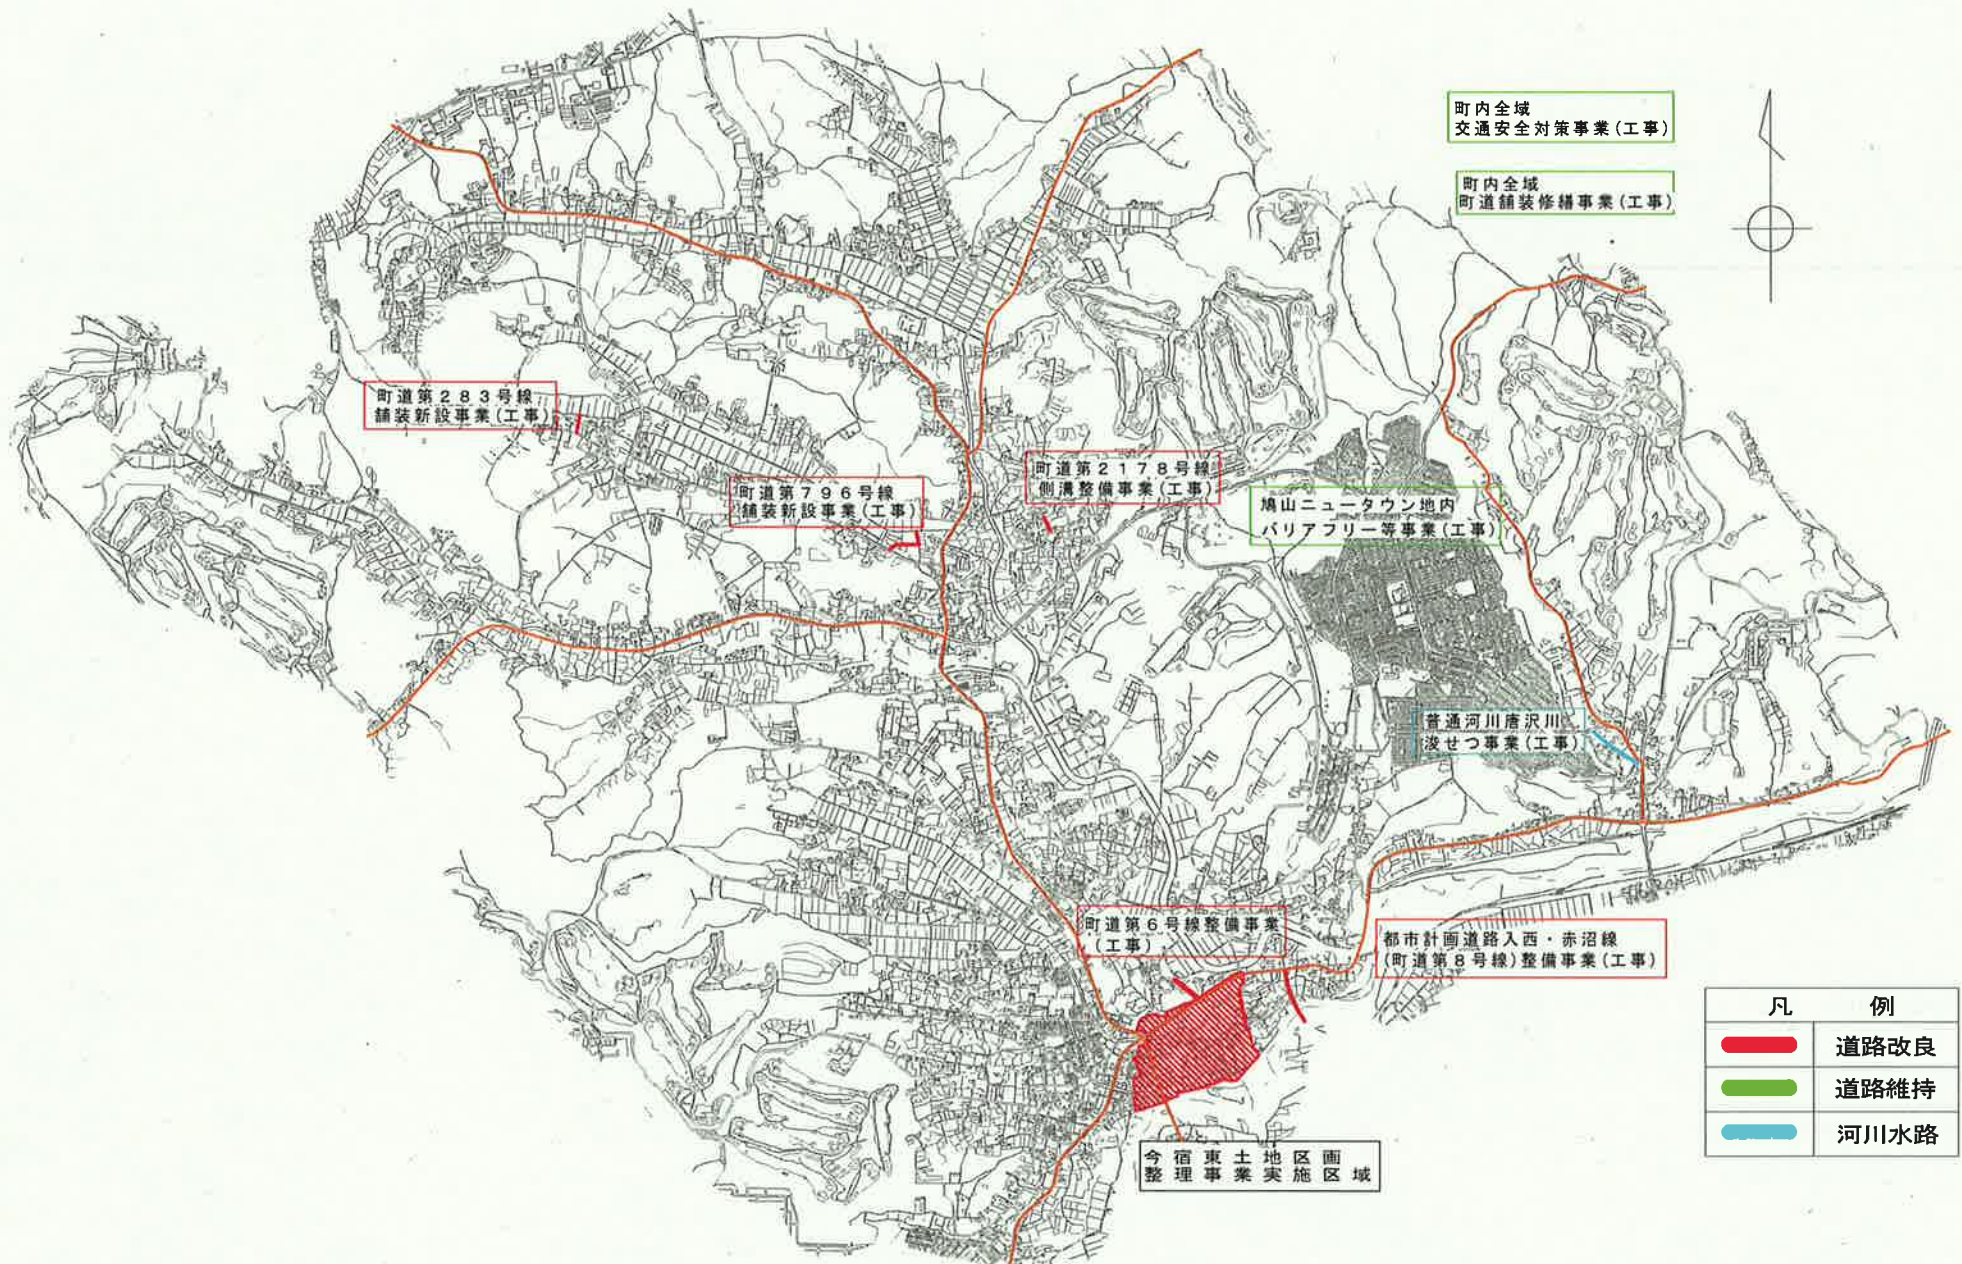 町内全域
交通安全対策事業(工事)
町内全域
町道舗装修繕事業(工事)
町道第283号線
舗装新設事業(工事)
町道第796号線
舗装新設事業(工事)
町道第2178号線
側溝整備事業(工事)
鳩山ニュータウン地内
バリアフリー等事業(工事)
普通河川唐沢川
浚せつ事業(工事)
町道第6号線整備事業
(工事)
都市計画道路入西・赤沼線
(町道第8号線)整備事業(工事)
今宿東土地区画
整理事業実施区域
凡例
道路改良
道路維持
河川水路